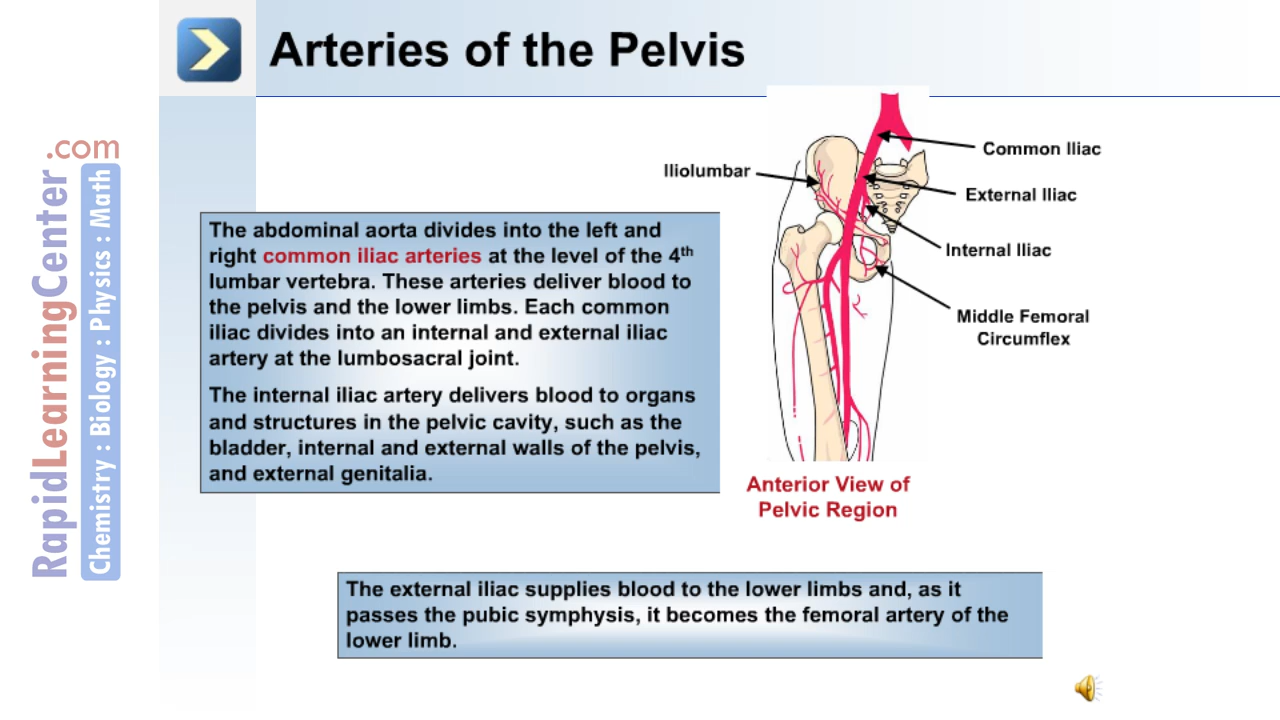 Arteries of the Pelvis
RapidLearningCenter.com
Chemistry : Biology : Physics : Math
The abdominal aorta divides into the left and
right common iliac arteries at the level of the 4th
lumbar vertebra. These arteries deliver blood to
the pelvis and the lower limbs. Each common
iliac divides into an internal and external iliac
artery at the lumbosacral joint.
The internal iliac artery delivers blood to organs
and structures in the pelvic cavity, such as the
bladder, internal and external walls of the pelvis,
and external genitalia.
Iliolumbar
Common Iliac
External Iliac
Internal Iliac
Middle Femoral
Circumflex
Anterior View of
Pelvic Region
The external iliac supplies blood to the lower limbs and, as it
passes the pubic symphysis, it becomes the femoral artery of the
lower limb.